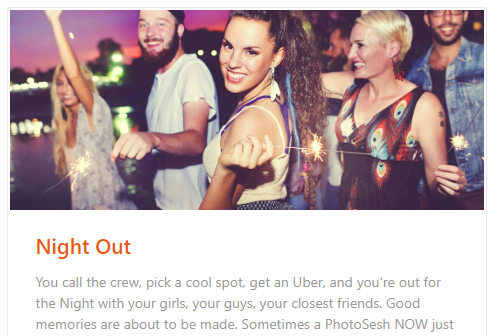 Night Out
You call the crew, pick a cool spot, get an Uber, and you're out for
the Night with your girls, your guys, your closest friends. Good
memories are about to be made. Sometimes a PhotoSesh NOW just